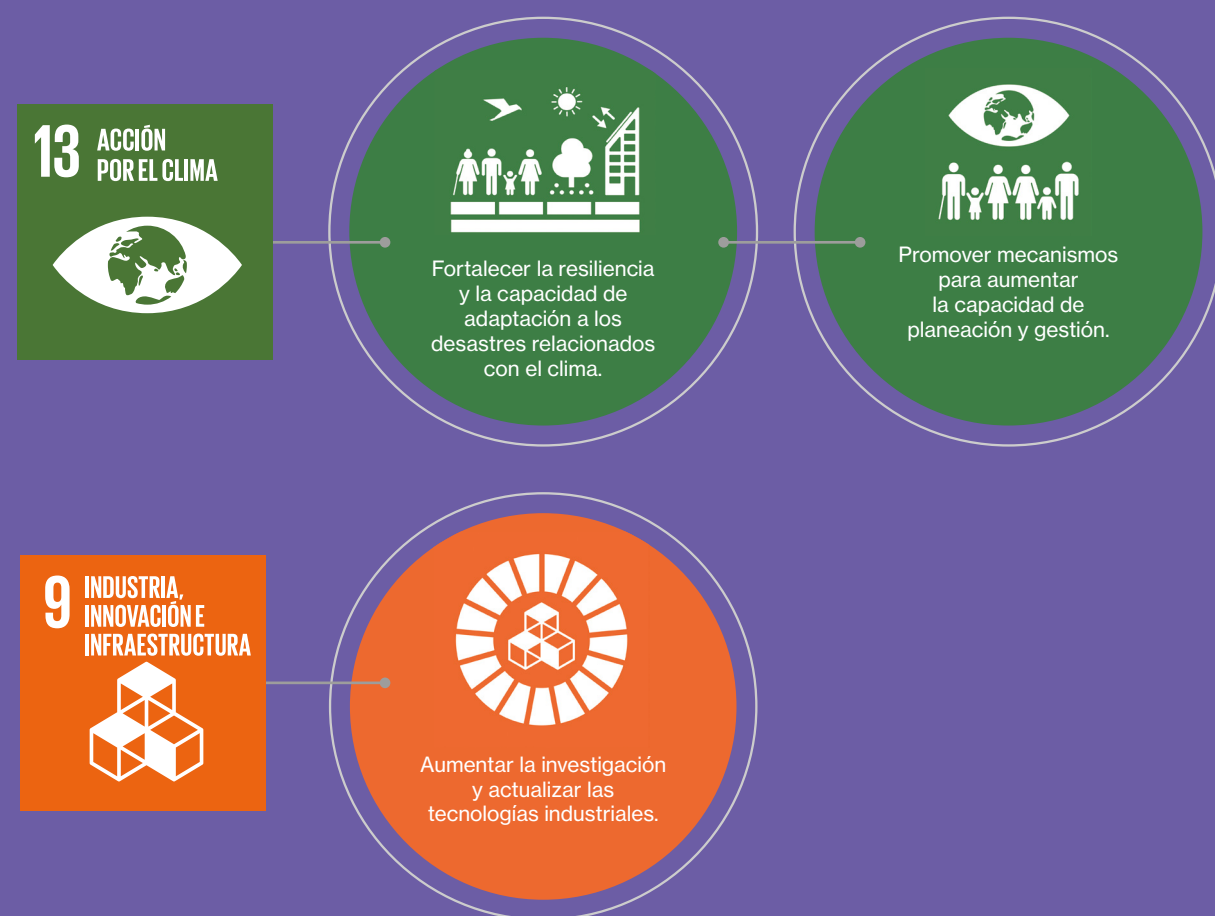 13 ACCIÓN
POR EL CLIMA
Fortalecer la resiliencia
y la capacidad de
adaptación a los
desastres relacionados
con el clima.
Promover mecanismos
para aumentar
la capacidad de
planeación y gestión.
9 INDUSTRIA,
INNOVACIÓN E
INFRAESTRUCTURA
Aumentar la investigación
y actualizar las
tecnologías industriales.